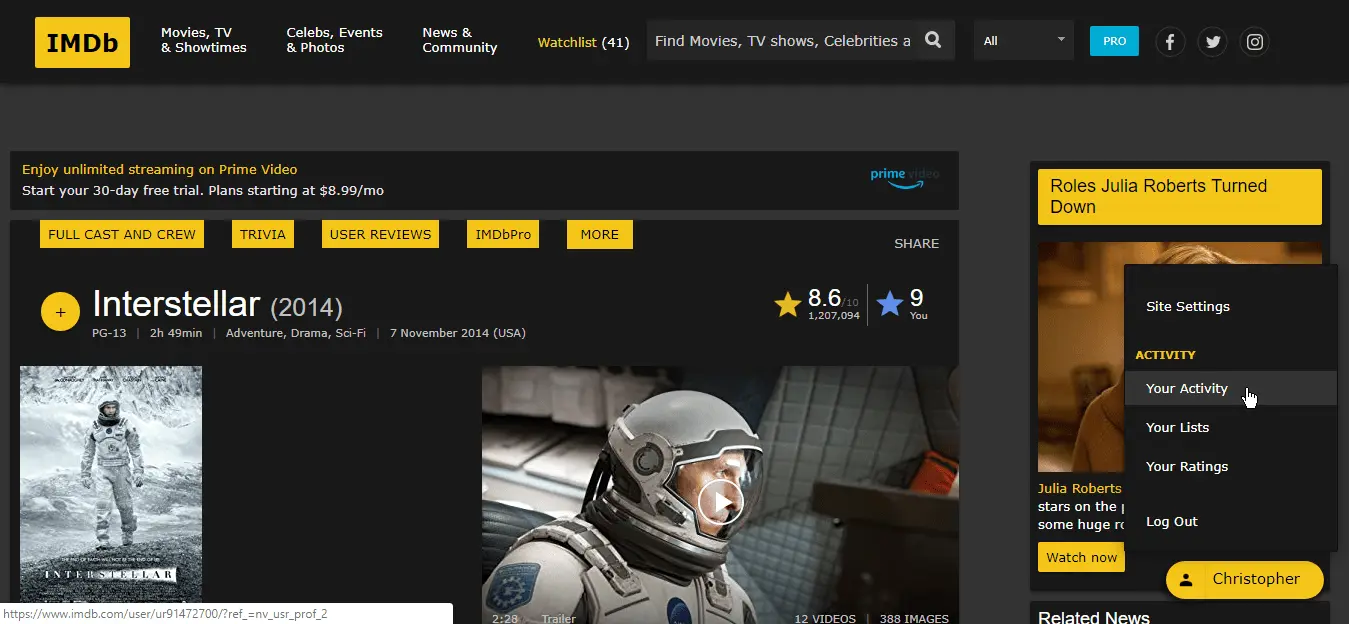 IMDb
Movies, TV
& Showtimes
Celebs, Events
& Photos
News &
Community
Watchlist (41)
Find Movies, TV shows, Celebrities a
All
PRO
Enjoy unlimited streaming on Prime Video
Start your 30-day free trial. Plans starting at $8.99/mo
prime video
FULL CAST AND CREW
TRIVIA
USER REVIEWS
IMDbPro
MORE
SHARE
+
Interstellar (2014)
PG-13 | 2h 49min | Adventure, Drama, Sci-Fi | 7 November 2014 (USA)
8.6/10
1,207,094
9
You
INTERSTELLAR
2:28 Trailer
12 VIDEOS | 388 IMAGES
Roles Julia Roberts Turned
Down
Julia Roberts
stars on the
some huge
Watch now
Related News
Site Settings
ACTIVITY
Your Activity
Your Lists
Your Ratings
Log Out
Christopher
https://www.imdb.com/user/ur91472700/?ref_=nv_usr_prof_2